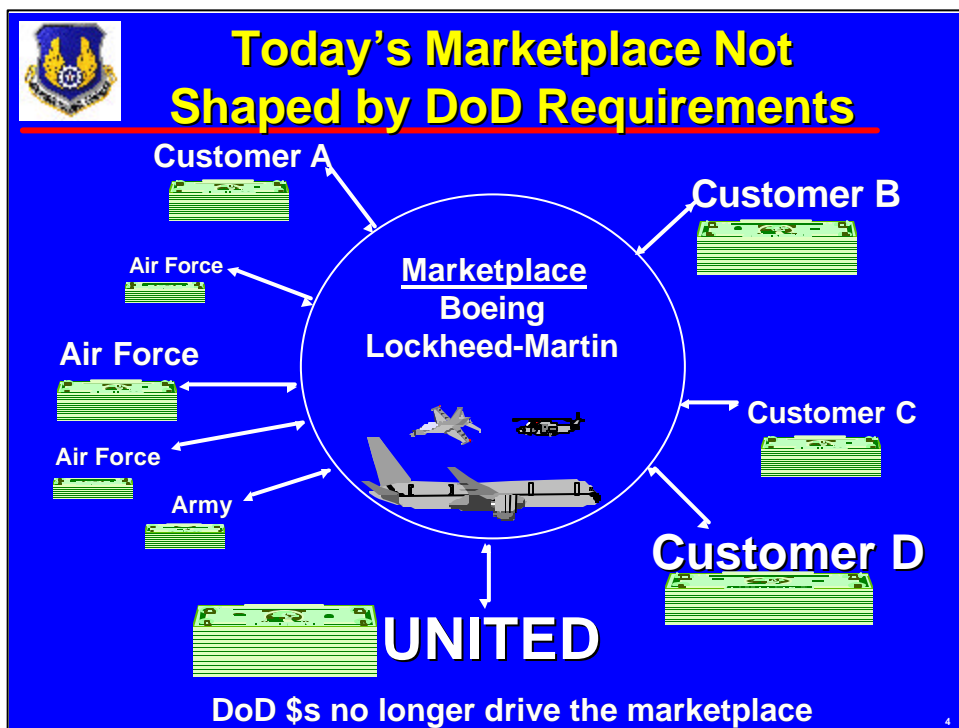 Today's Marketplace Not
Shaped by DoD Requirements
Customer A
Customer B
Air Force
Marketplace
Boeing
Lockheed-Martin
Air Force
Customer C
Air Force
Army
Customer D
UNITED
DoD $s no longer drive the marketplace
4